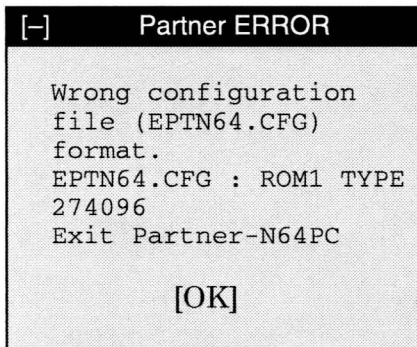 [–] Partner ERROR
Wrong configuration
file (EPTN64.CFG)
format.
EPTN64.CFG : ROM1 TYPE
274096
Exit Partner-N64PC
[OK]